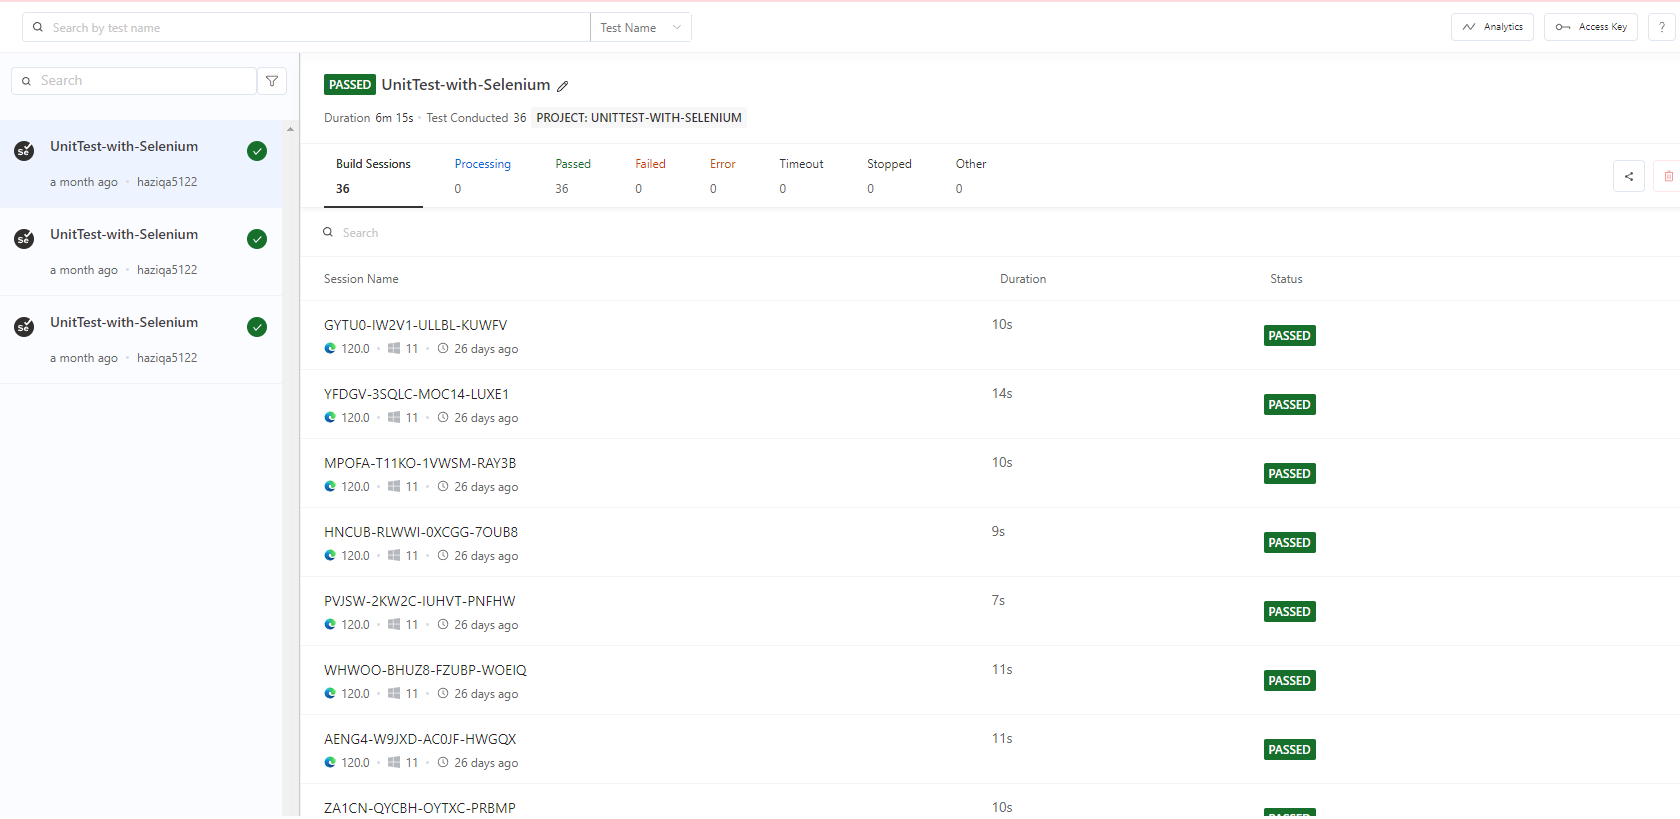 Search by test name
Test Name
Analytics
Access Key
?
Search
Se UnitTest-with-Selenium
a month ago haziqa5122
Se UnitTest-with-Selenium
a month ago haziqa5122
Se UnitTest-with-Selenium
a month ago haziqa5122
PASSED UnitTest-with-Selenium
Duration 6m 15s Test Conducted 36 PROJECT: UNITTEST-WITH-SELENIUM
Build Sessions Processing Passed Failed Error Timeout Stopped Other
36 0 36 0 0 0 0 0
Search
Session Name Duration Status
GYTU0-IW2V1-ULLBL-KUWFV 10s PASSED
120.0 11 26 days ago
YFDGV-3SQLC-MOC14-LUXE1 14s PASSED
120.0 11 26 days ago
MPOFA-T11KO-1VWSM-RAY3B 10s PASSED
120.0 11 26 days ago
HNCUB-RLWWI-0XCGG-7OUB8 9s PASSED
120.0 11 26 days ago
PVJSW-2KW2C-IUHVT-PNFHW 7s PASSED
120.0 11 26 days ago
WHWOO-BHUZ8-FZUBP-WOEIQ 11s PASSED
120.0 11 26 days ago
AENG4-W9JXD-AC0JF-HWGQX 11s PASSED
120.0 11 26 days ago
ZA1CN-QYCBH-OYTXC-PRBMP 10s PASSED